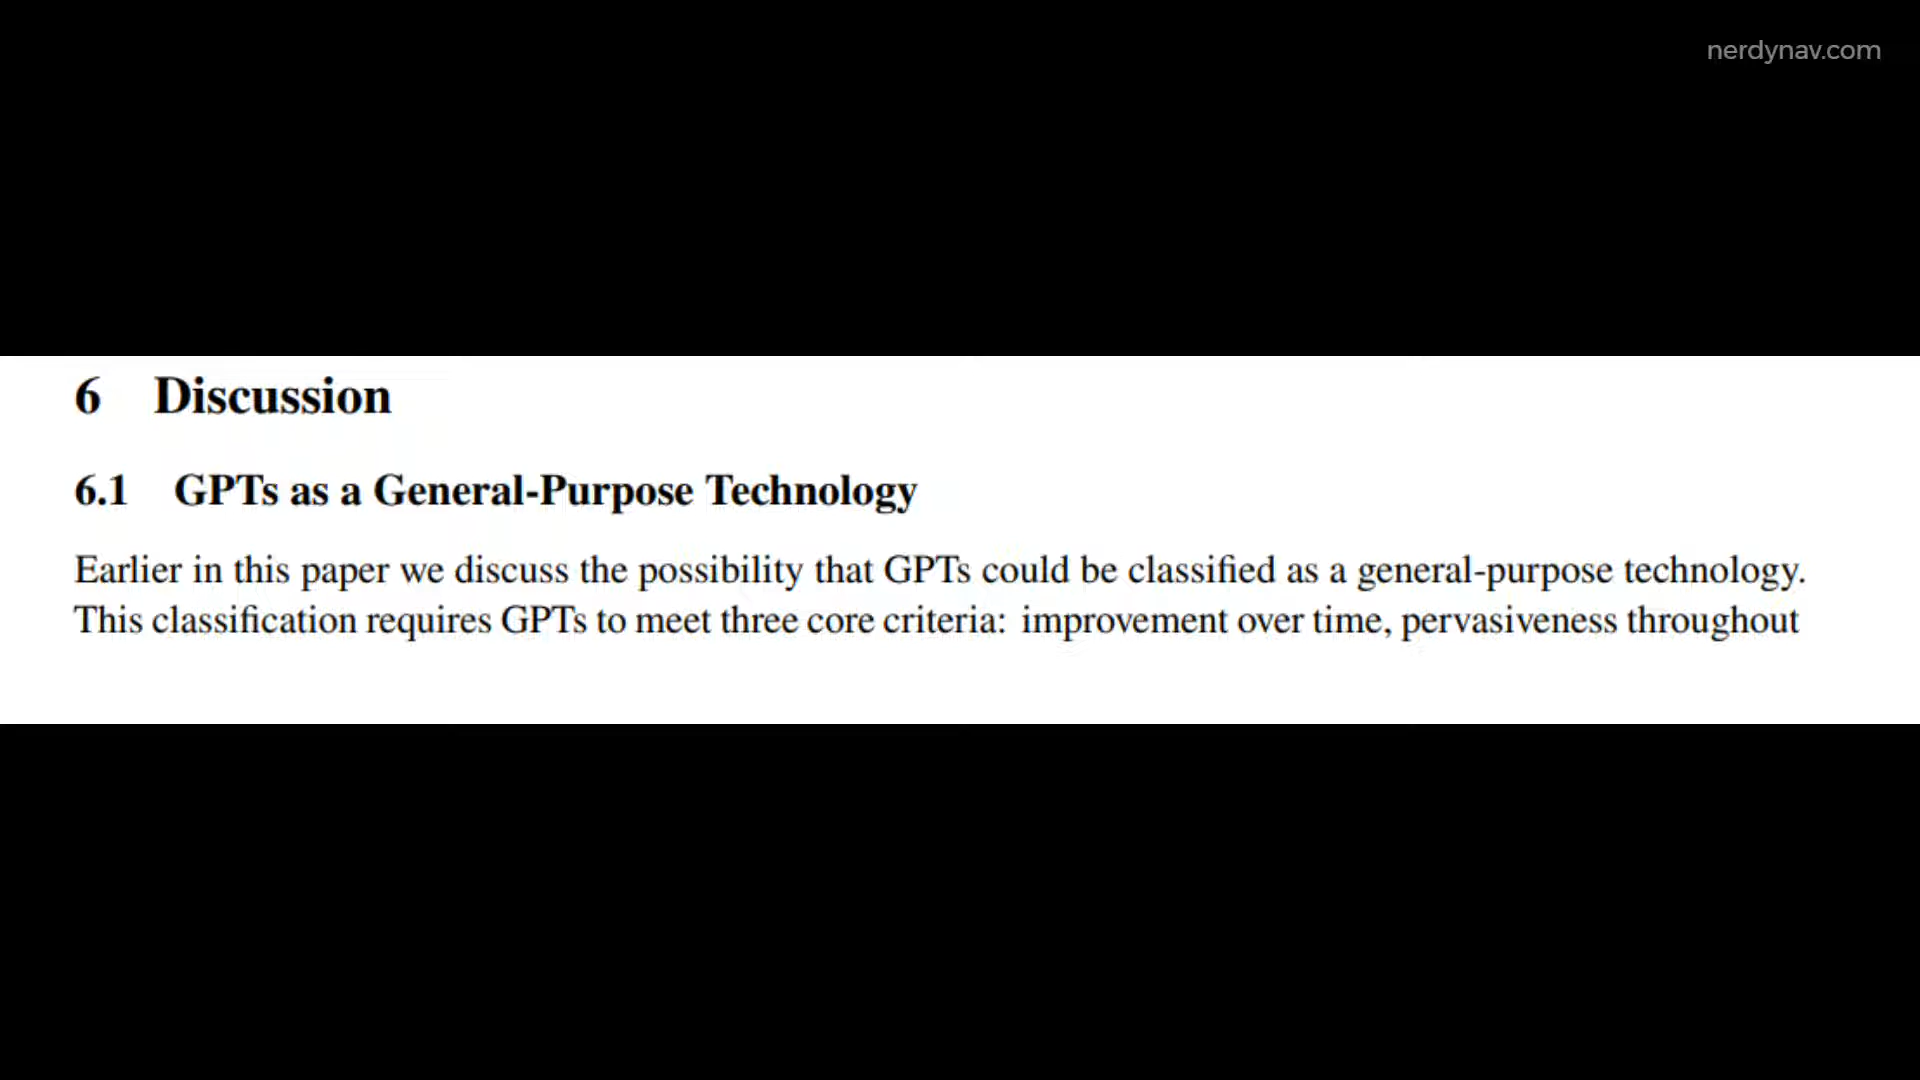 nerdynav.com
6 Discussion
6.1 GPTs as a General-Purpose Technology
Earlier in this paper we discuss the possibility that GPTs could be classified as a general-purpose technology.
This classification requires GPTs to meet three core criteria: improvement over time, pervasiveness throughout